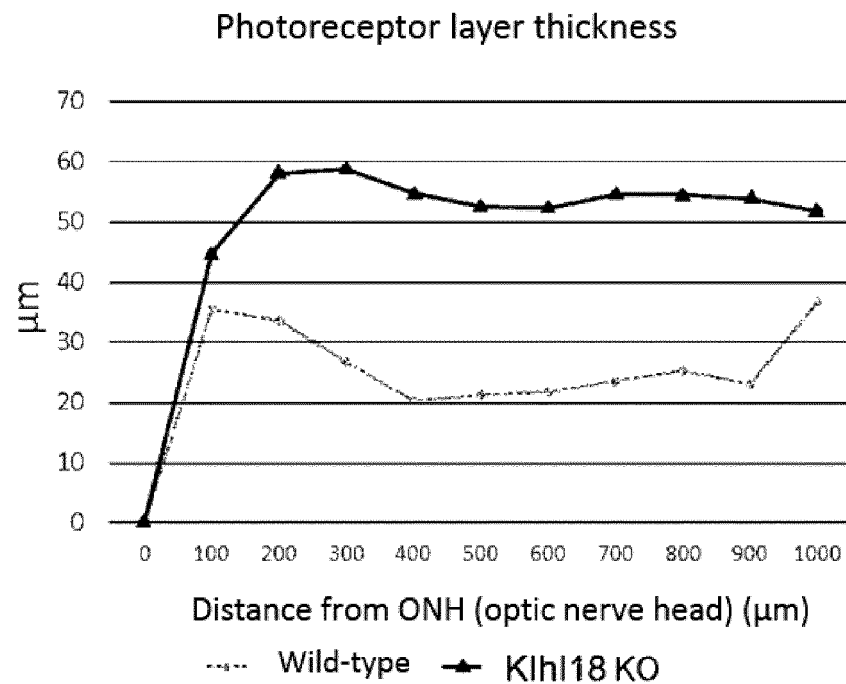 Photoreceptor layer thickness
70
60
50
40
30
20
10
0
μm
0 100 200 300 400 500 600 700 800 900 1000
Distance from ONH (optic nerve head) (μm)
Wild-type Klhl18 KO